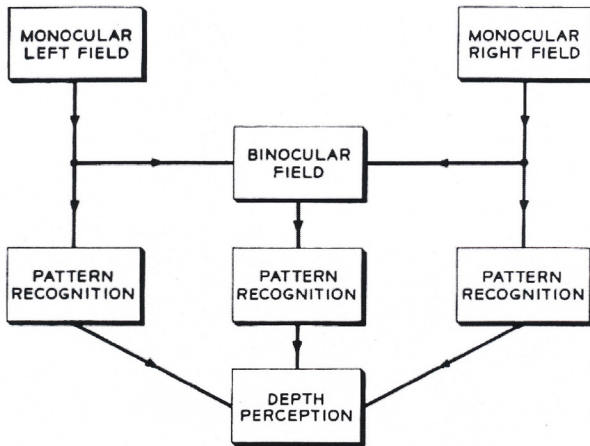 MONOCULAR
LEFT FIELD
MONOCULAR
RIGHT FIELD
BINOCULAR
FIELD
PATTERN
RECOGNITION
PATTERN
RECOGNITION
PATTERN
RECOGNITION
DEPTH
PERCEPTION